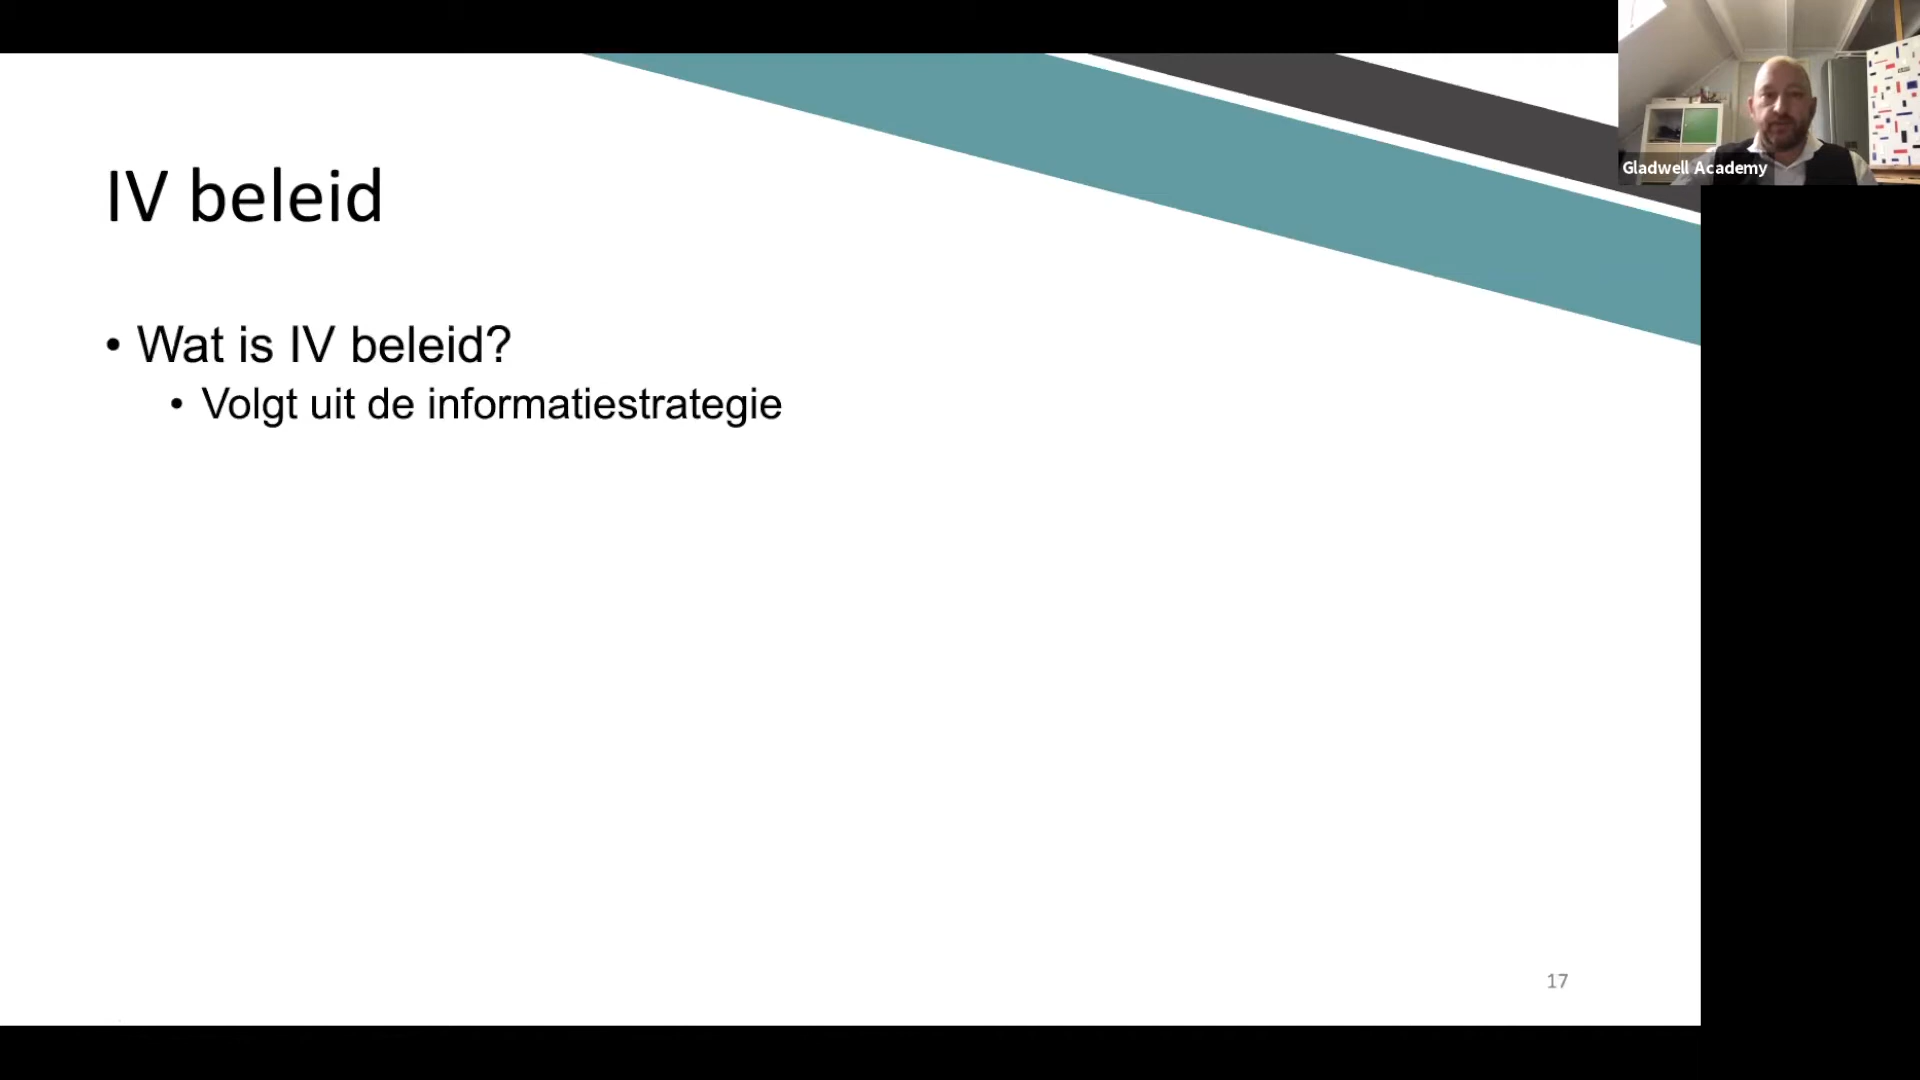 IV beleid
• Wat is IV beleid?
• Volgt uit de informatiestrategie
17
Gladwell Academy